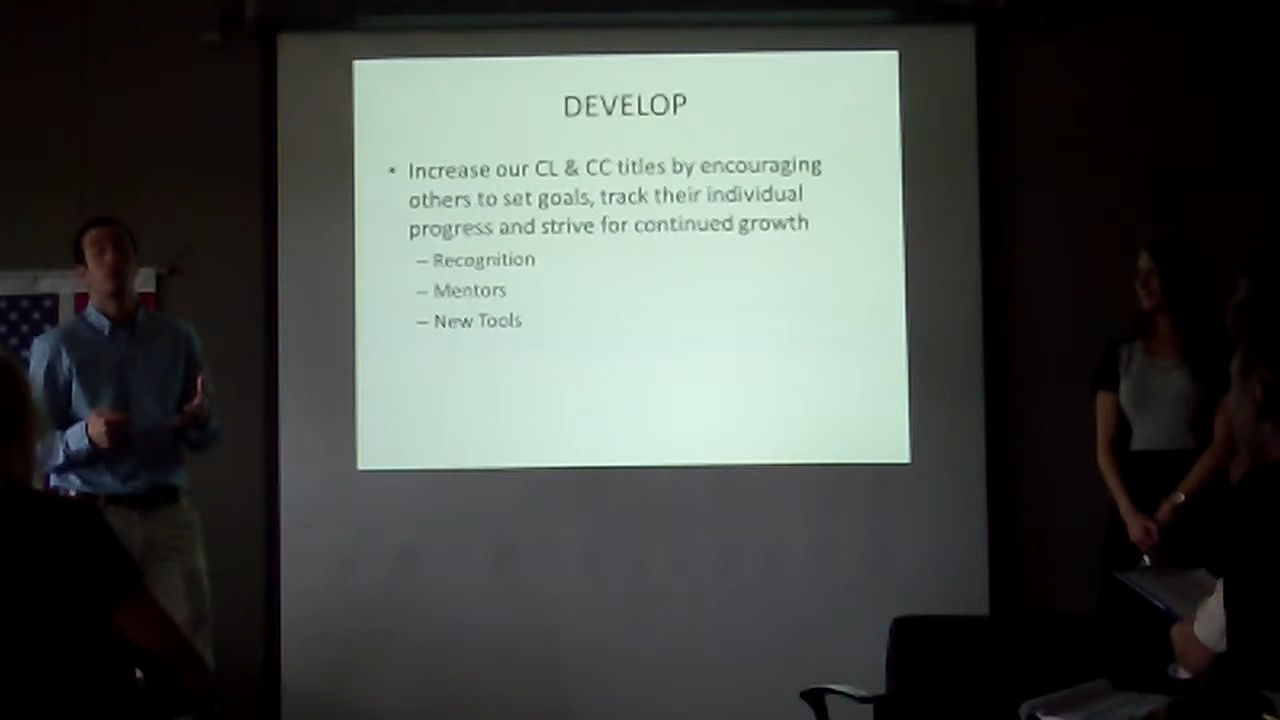 DEVELOP
• Increase our CL & CC titles by encouraging
others to set goals, track their individual
progress and strive for continued growth
– Recognition
– Mentors
– New Tools